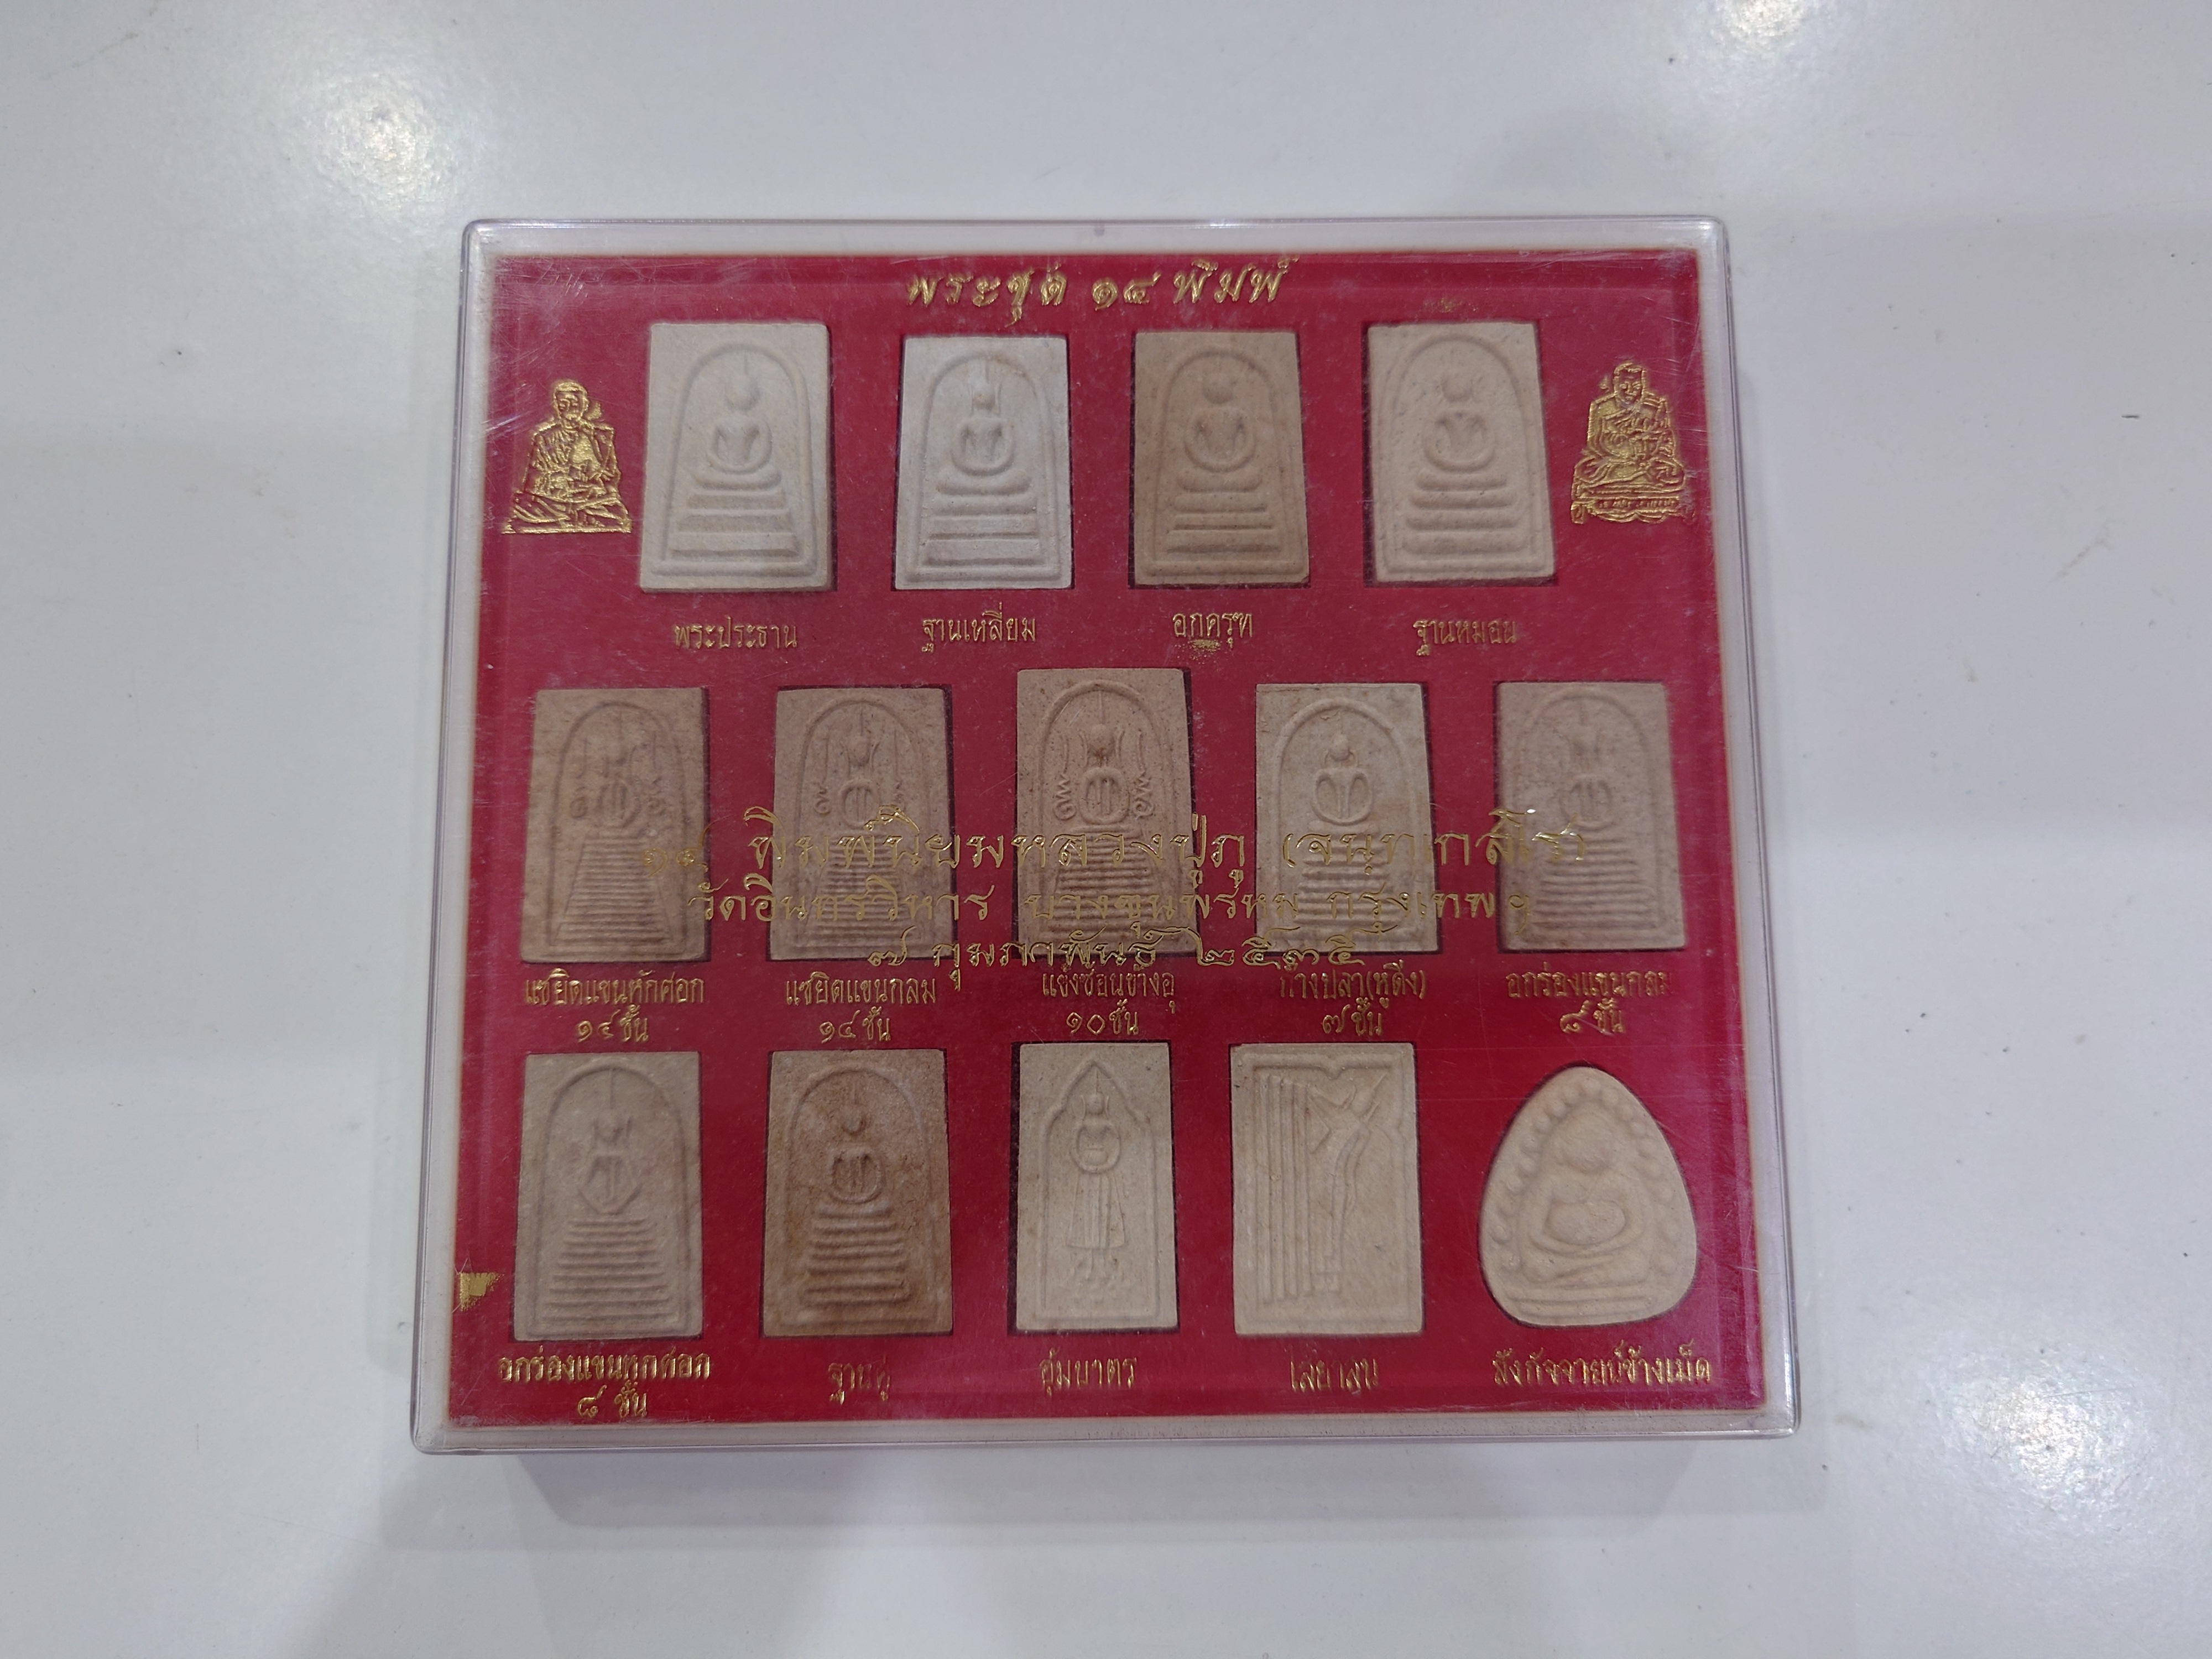 พระชุด ๑๔ พิมพ์
พระประธาน ฐานเหลี่ยม อกครุฑ ฐานหมอน
๑๔ พิมพ์นิยมหลวงปู่ภู (จนฺทเกสโร)
วัดอินทรวิหาร บางขุนพรหม กรุงเทพฯ
๗ กุมภาพันธ์ ๒๕๓๕
แซยิดแขนหักศอก แซยิดแขนกลม แข้งซ้อนข้างอุ ก้างปลา(หูติ่ง) อกร่องแขนกลม
๑๔ ชั้น ๑๔ ชั้น ๑๐ ชั้น ๗ ชั้น ๘ ชั้น
อกร่องแขนหูกศอก ฐานคู่ อุ้มบาตร ไสยาสน์ สังกัจจายน์ข้างเม็ด
๘ ชั้น